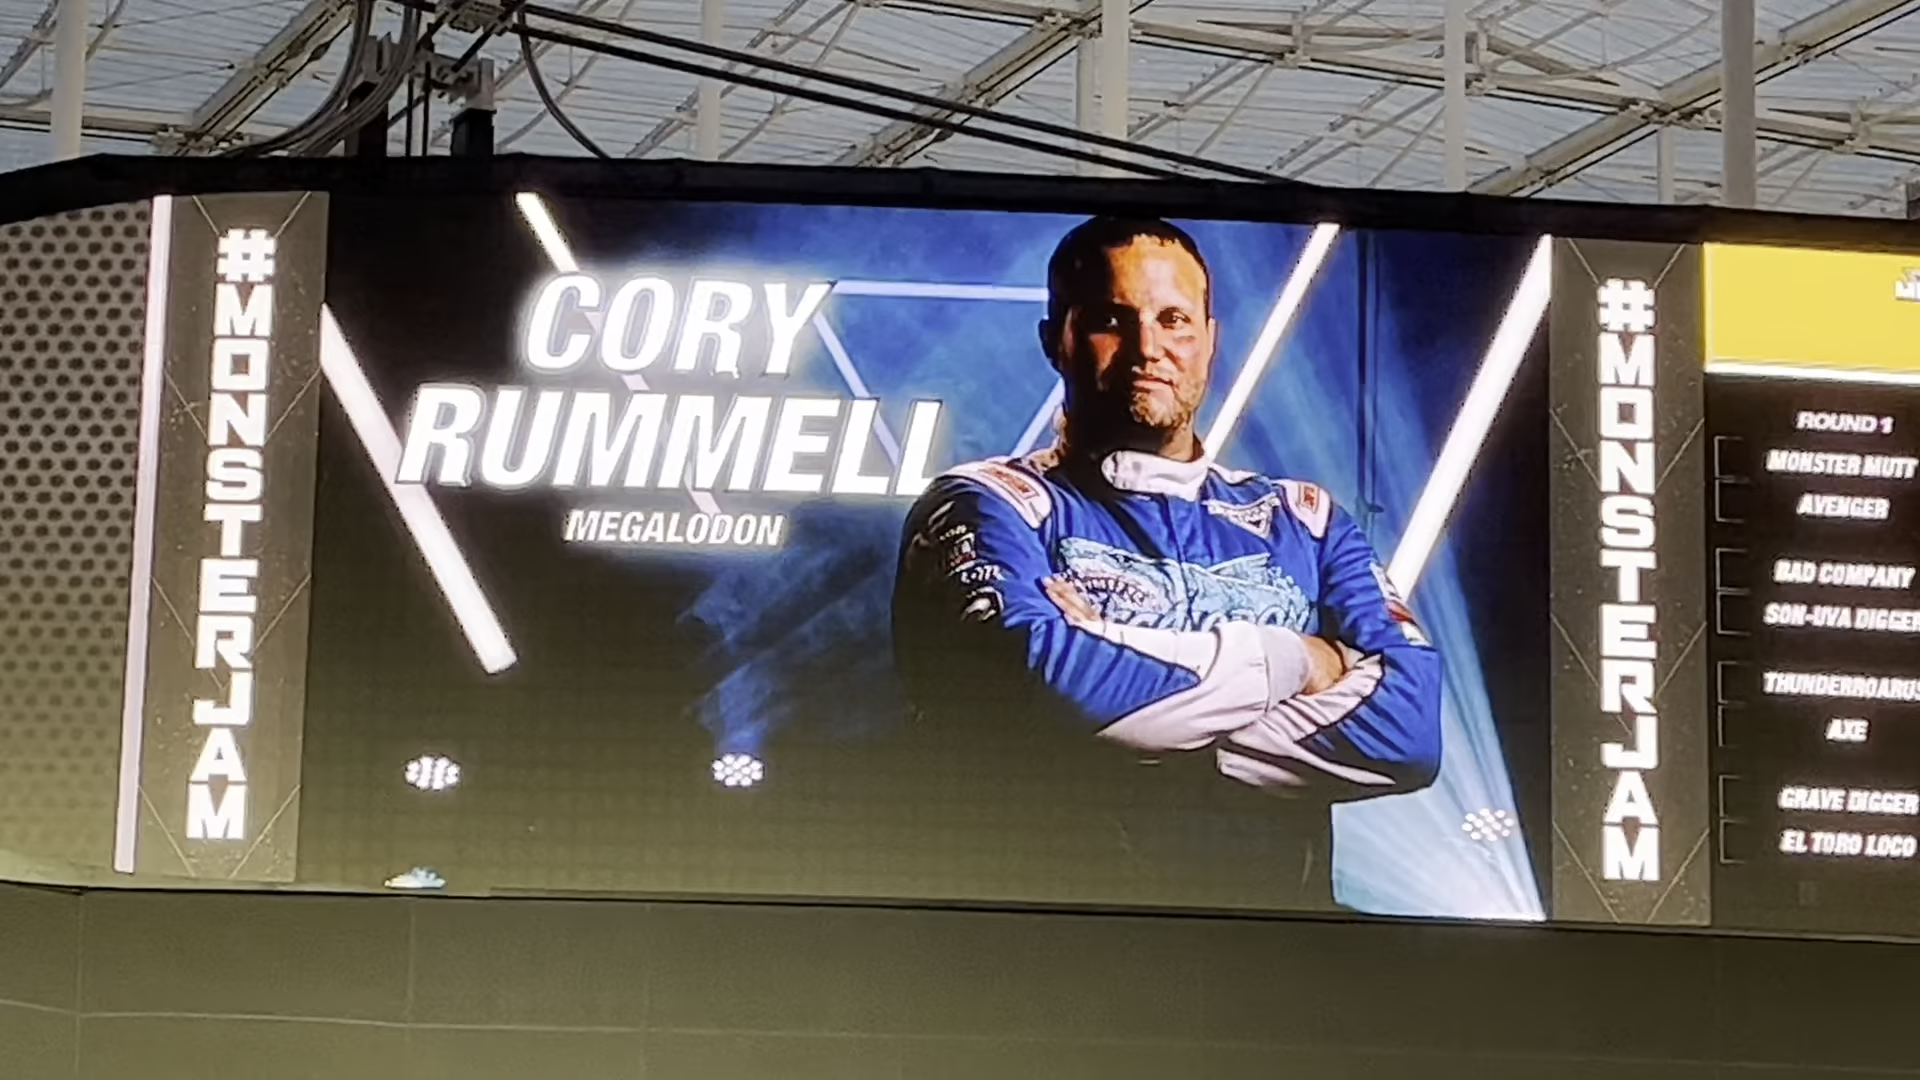 #MONSTERJAM
CORY
RUMMELL
MEGALODON
#MONSTERJAM
ROUND 1
MONSTER MUTT
AVENGER
BAD COMPANY
SON-UVA DIGGER
THUNDERROARUS
AXE
GRAVE DIGGER
EL TORO LOCO